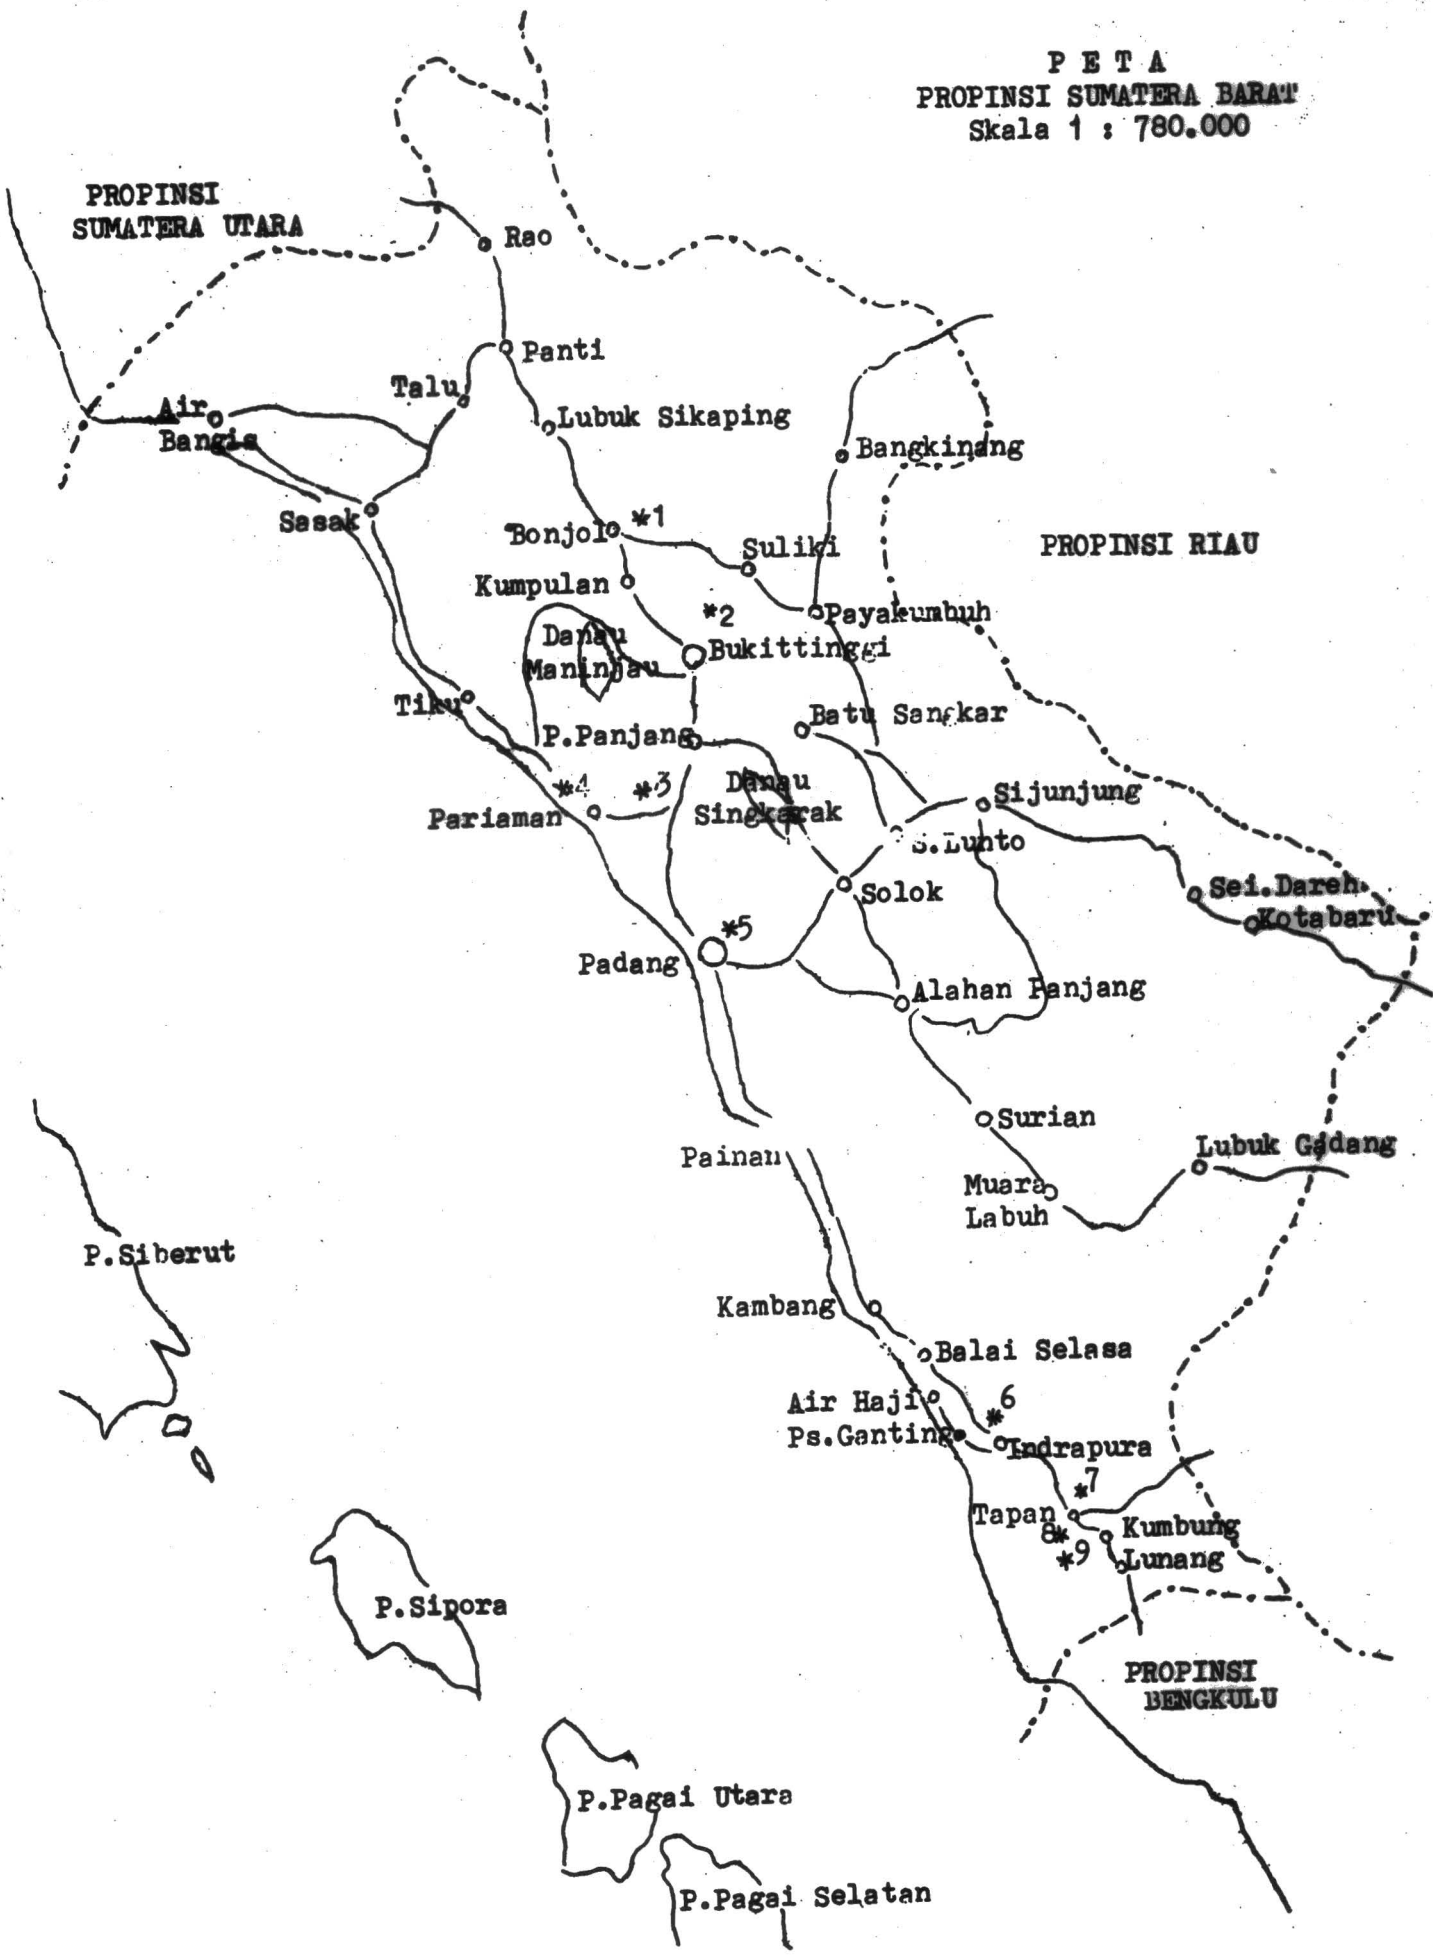 P E T A
PROPINSI SUMATERA BARAT
Skala 1 : 780.000
PROPINSI
SUMATERA UTARA
Rao
Panti
Talu
Air
Bangis
Lubuk Sikaping
Bangkinang
Sasak
Bonjol
*1
Suliki
PROPINSI RIAU
Kumpulan
*2
Payakumbuh
Danau
Maninjau
Bukittinggi
Tiku
Batu Sangkar
P.Panjang
*4
*3
Danau
Singkarak
Sijunjung
Pariaman
S.Lunto
Solok
Sei.Dareh
Kotabaru
*5
Padang
Alahan Panjang
Surian
Painan
Lubuk Gadang
Muara
Labuh
P.Siberut
Kambang
Balai Selasa
Air Haji
*6
Ps.Ganting
Indrapura
*7
Tapan
8*
Kumbung
*9
Lunang
P.Sipora
PROPINSI
BENGKULU
P.Pagai Utara
P.Pagai Selatan